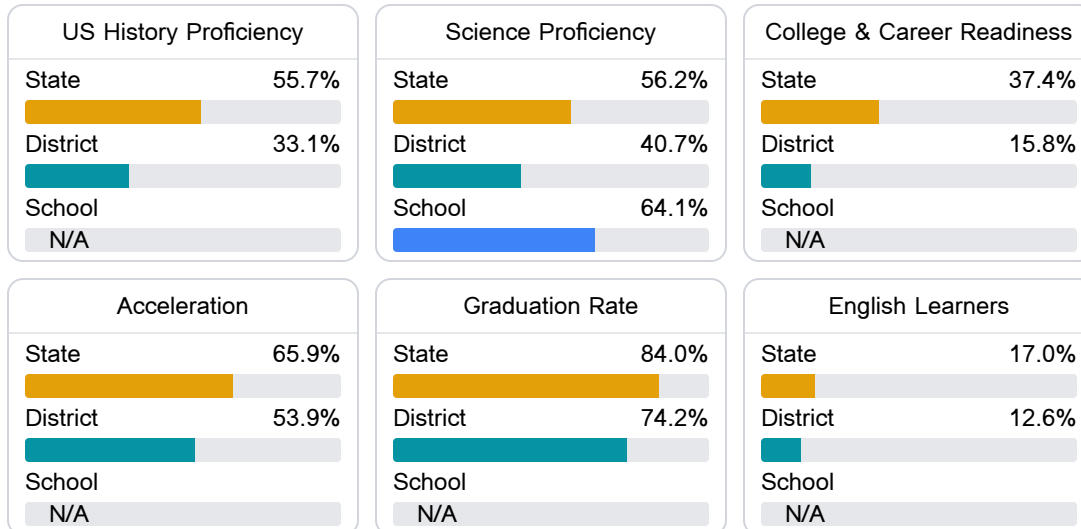 US History Proficiency
State 55.7%
District 33.1%
School
N/A
Science Proficiency
State 56.2%
District 40.7%
School 64.1%
College & Career Readiness
State 37.4%
District 15.8%
School
N/A
Acceleration
State 65.9%
District 53.9%
School
N/A
Graduation Rate
State 84.0%
District 74.2%
School
N/A
English Learners
State 17.0%
District 12.6%
School
N/A